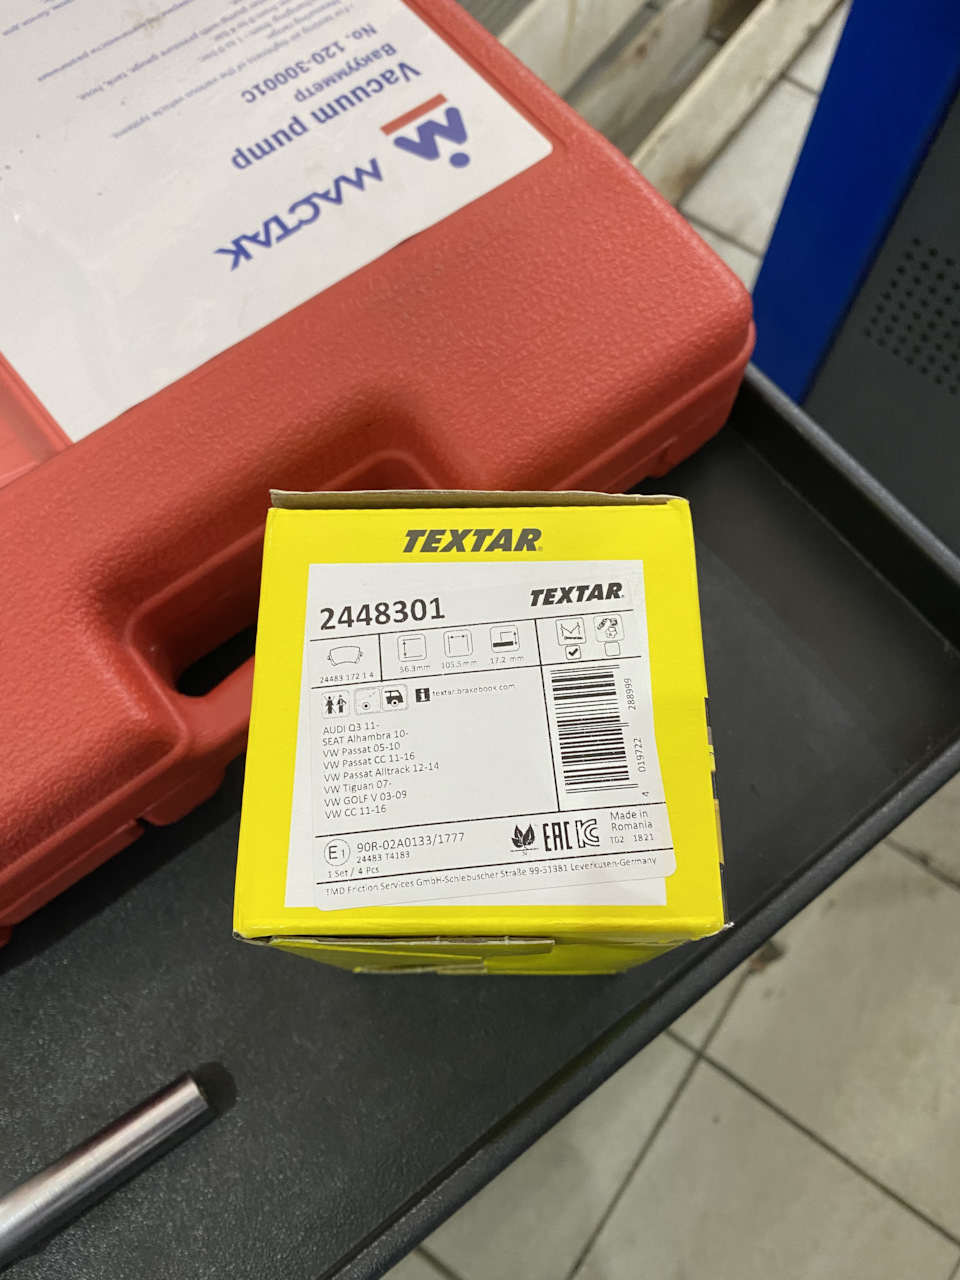 МАСТАК
Vacuum pump
Вакууметр
No. 120-30001C
TEXTAR
2448301
TEXTAR
24483 172 1 4
56.3mm
105.5mm
17.2 mm
textar.brakebook.com
AUDI Q3 11-
SEAT Alhambra 10-
VW Passat 05-10
VW Passat CC 11-16
VW Passat Alltrack 12-14
VW Tiguan 07-
VW GOLF V 03-09
VW CC 11-16
4 019722 288999
E1 90R-02A0133/1777
24483 T4183
1 Set / 4 Pcs
EAC
Made in
Romania
T02 1821
TMD Friction Services GmbH-Schlebuscher Straße 99-51381 Leverkusen-Germany